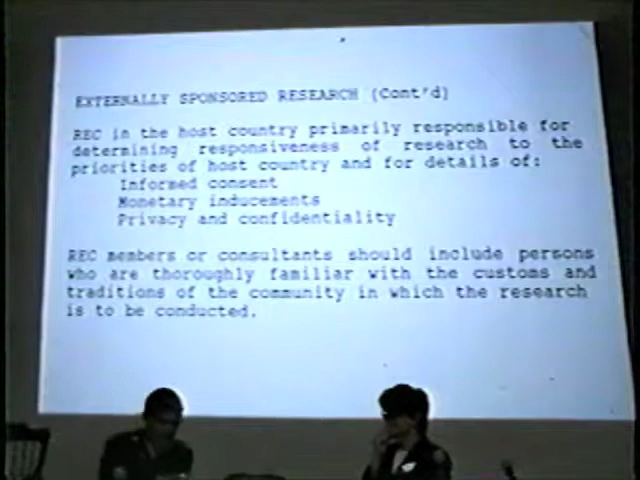 EXTERNALLY SPONSORED RESEARCH (Cont'd)
REC in the host country primarily responsible for
determining responsiveness of research to the
priorities of host country and for details of:
Informed consent
Monetary inducements
Privacy and confidentiality
REC members or consultants should include persons
who are thoroughly familiar with the customs and
traditions of the community in which the research
is to be conducted.